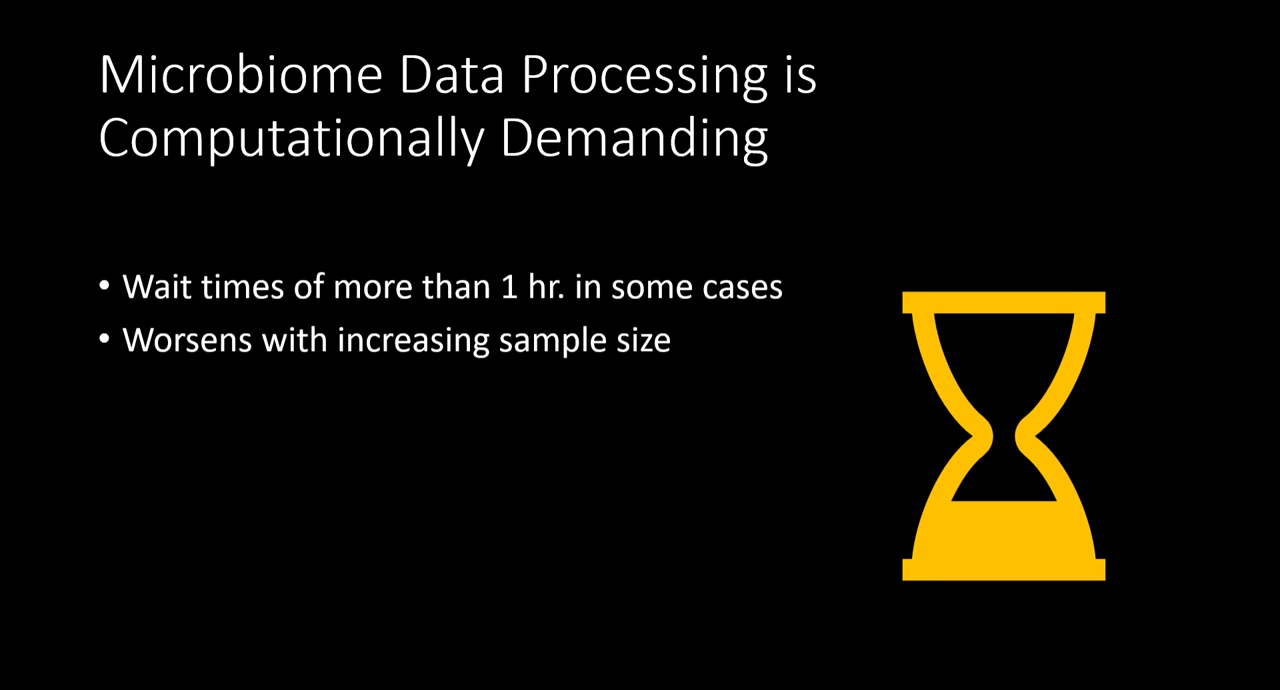 Microbiome Data Processing is
Computationally Demanding
• Wait times of more than 1 hr. in some cases
• Worsens with increasing sample size